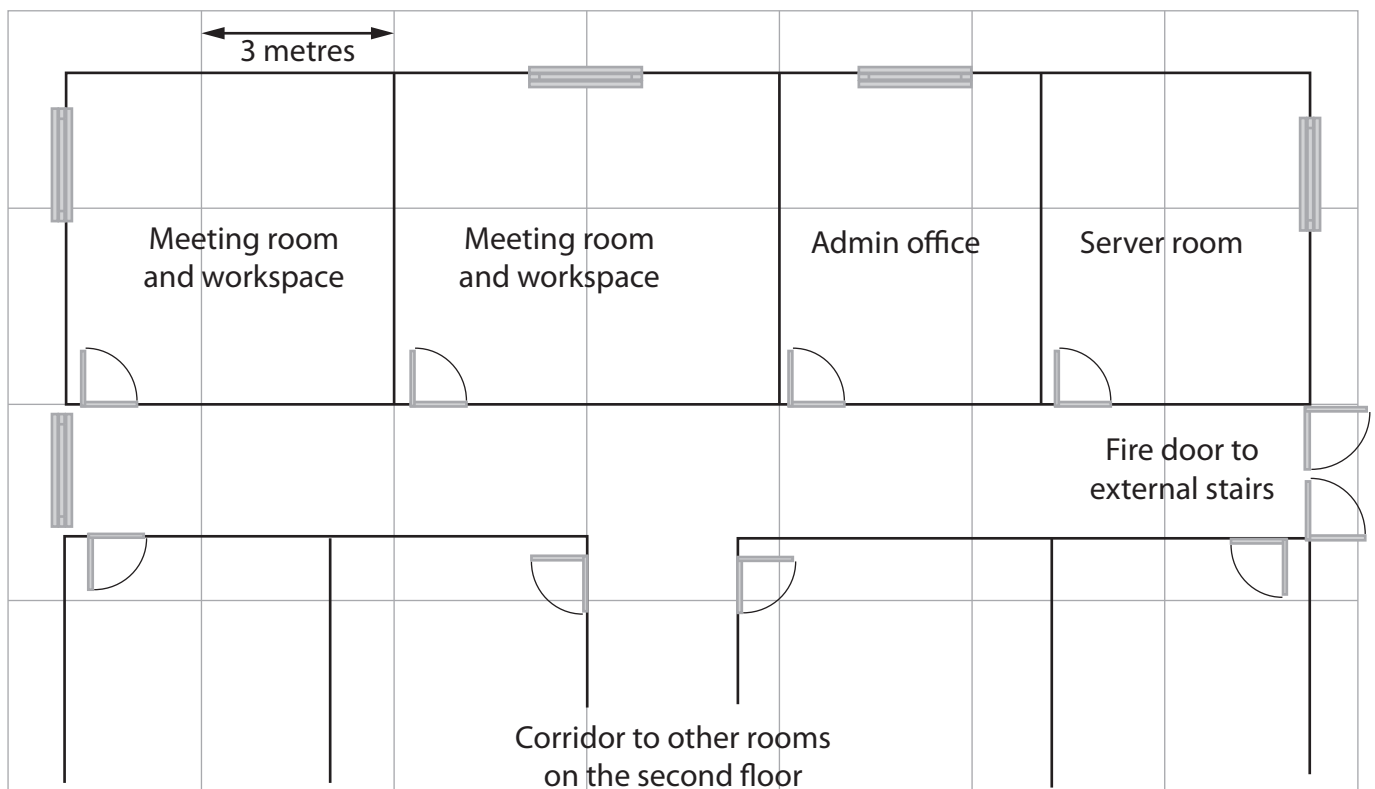 3 metres
Meeting room
and workspace
Meeting room
and workspace
Admin office
Server room
Fire door to
external stairs
Corridor to other rooms
on the second floor